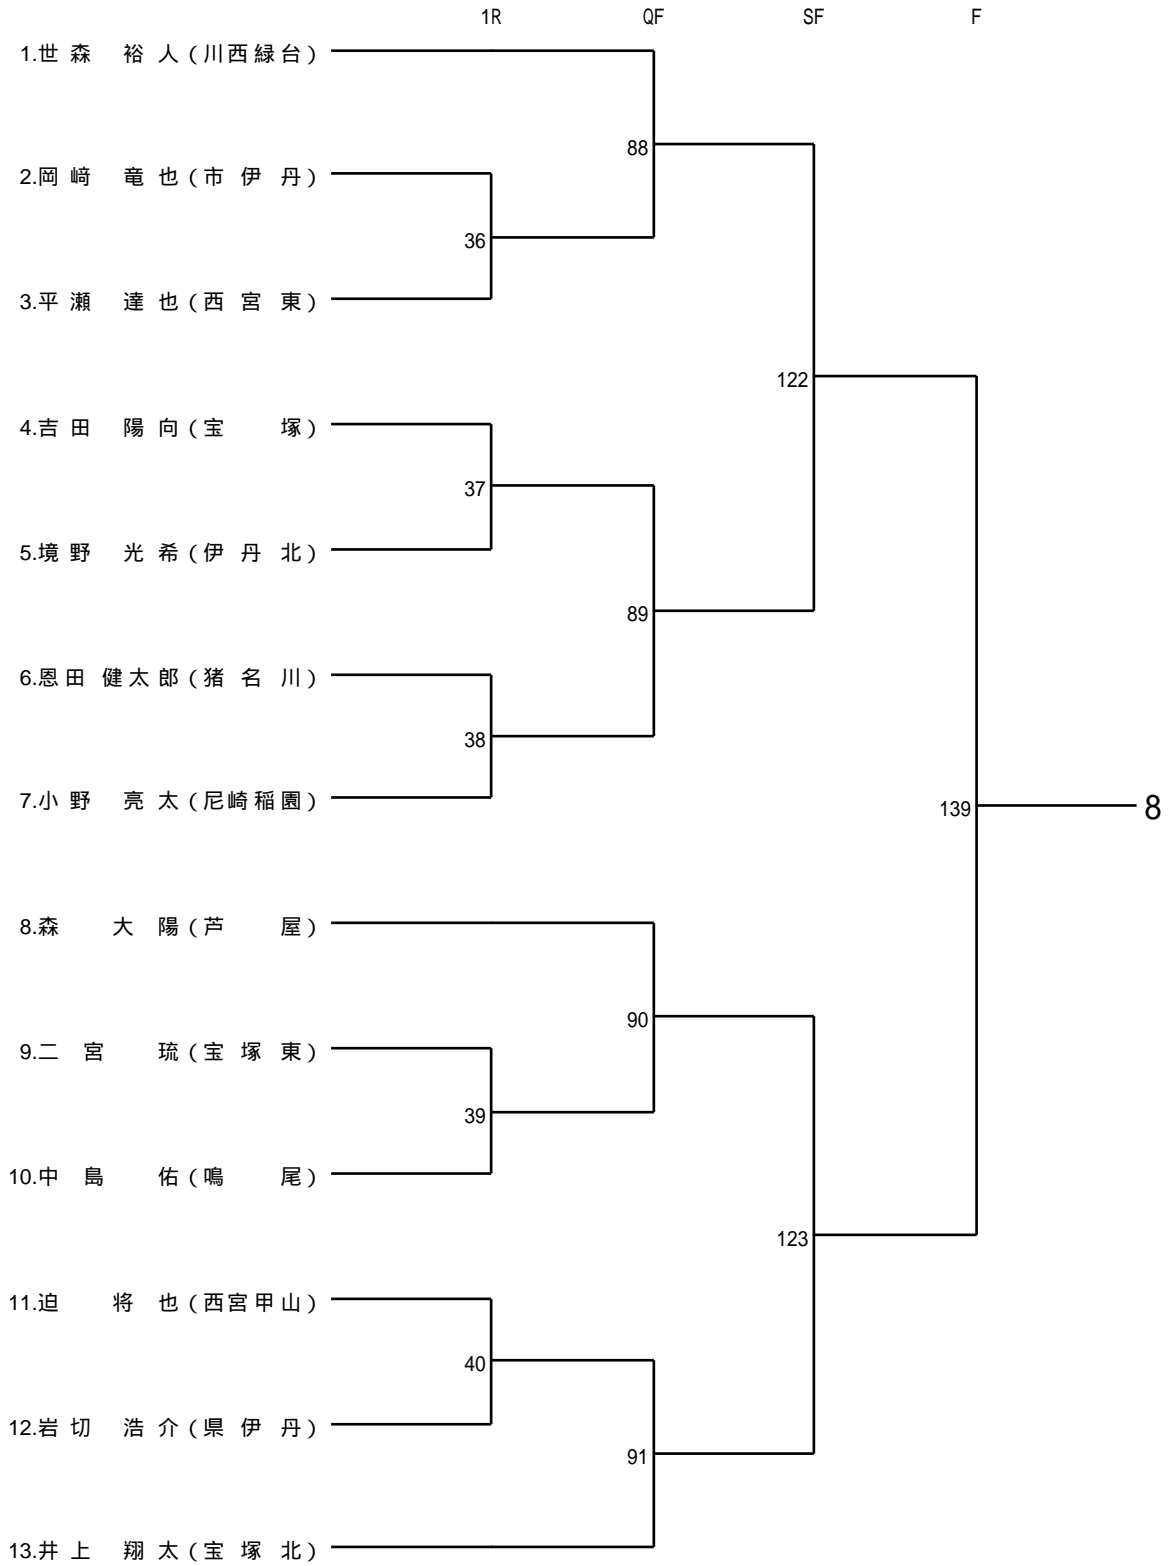 1R QF SF F
1.世森 裕人(川西緑台)
88
2.岡﨑 竜也(市伊丹)
36
3.平瀬 達也(西宮東)
122
4.吉田 陽向(宝塚)
37
5.境野 光希(伊丹北)
89
6.恩田 健太郎(猪名川)
38
7.小野 亮太(尼崎稲園)
139 8
8.森 大陽(芦屋)
90
9.二宮 琉(宝塚東)
39
10.中島 佑(鳴尾)
123
11.迫 将也(西宮甲山)
40
12.岩切 浩介(県伊丹)
91
13.井上 翔太(宝塚北)